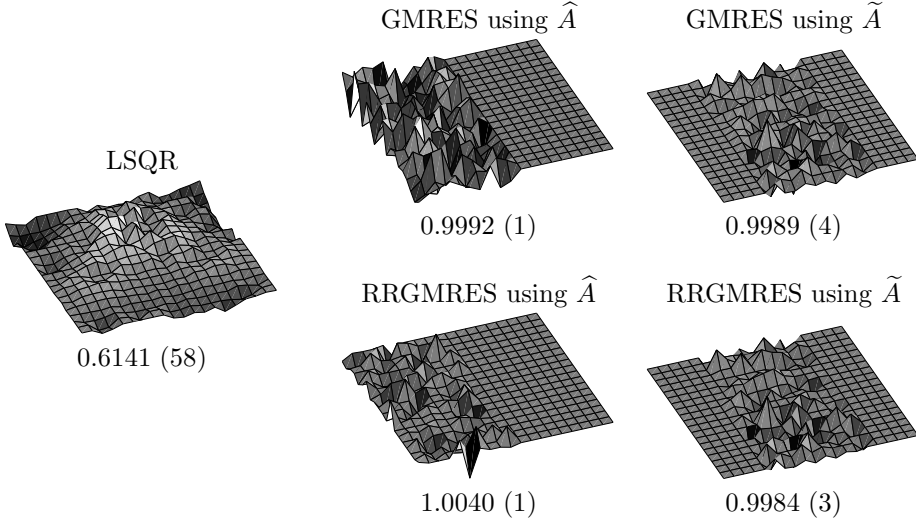 LSQR
0.6141 (58)
GMRES using Â
0.9992 (1)
GMRES using Ã
0.9989 (4)
RRGMRES using Â
1.0040 (1)
RRGMRES using Ã
0.9984 (3)